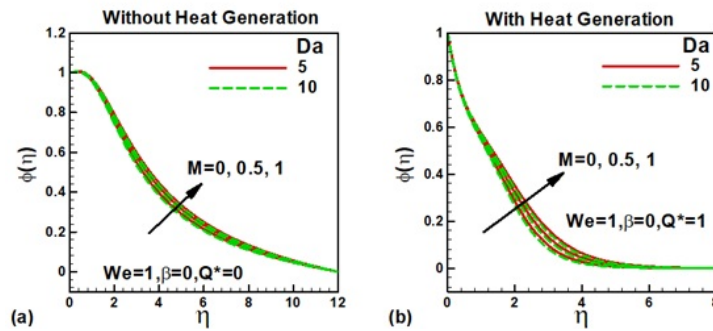 Without Heat Generation
1.2
1
0.8
0.6
0.4
0.2
0
ϕ(η)
Da
5
10
M=0, 0.5, 1
We=1,β=0,Q*=0
0 2 4 6 8 10 12
(a)
η
With Heat Generation
1
0.8
0.6
0.4
0.2
0
ϕ(η)
Da
5
10
M=0, 0.5, 1
We=1,β=0,Q*=1
0 2 4 6 8
(b)
η